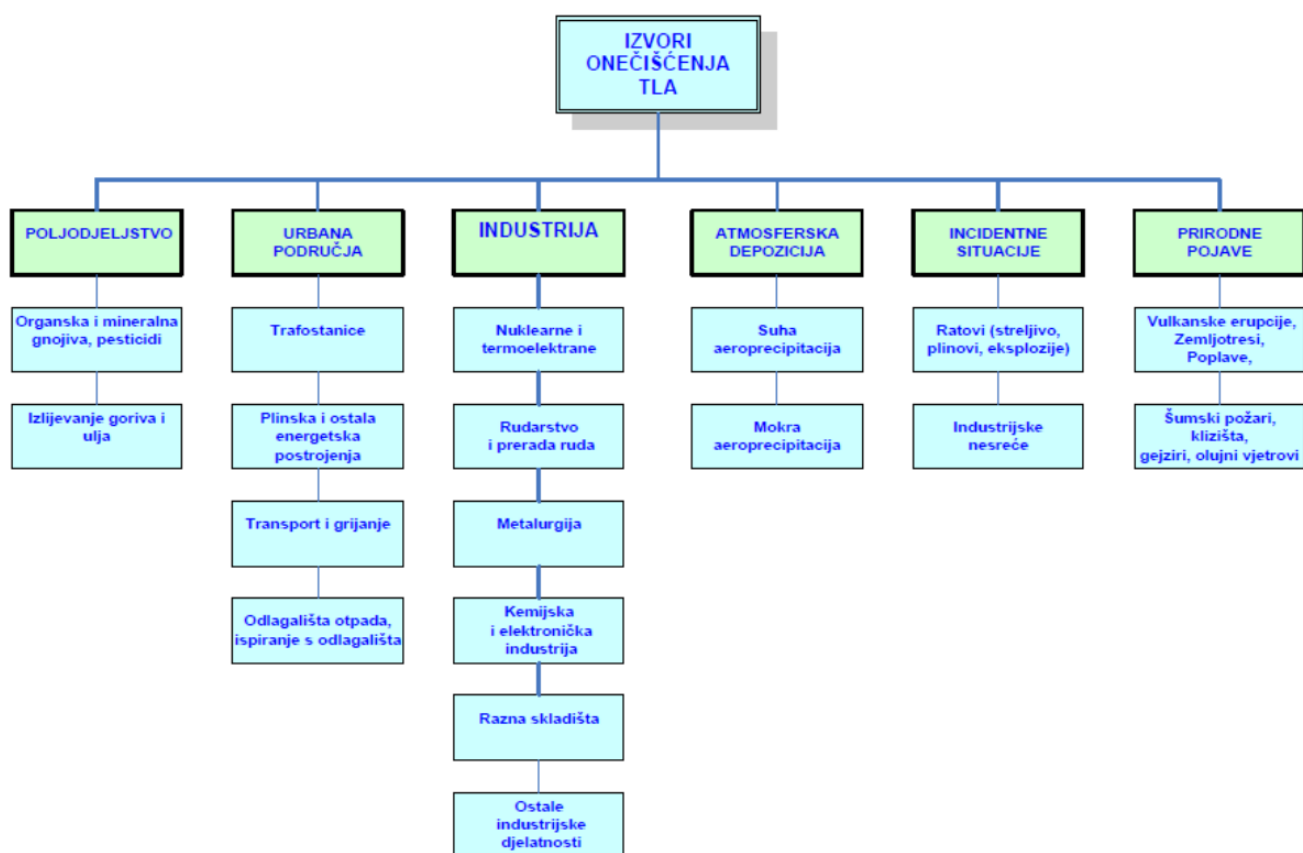 IZVORI
ONEČIŠĆENJA
TLA
POLJODJELJSTVO
URBANA
PODRUČJA
INDUSTRIJA
ATMOSFERSKA
DEPOZICIJA
INCIDENTNE
SITUACIJE
PRIRODNE
POJAVE
Organska i mineralna
gnojiva, pesticidi
Izlijevanje goriva i
ulja
Trafostanice
Plinska i ostala
energetska
postrojenja
Transport i grijanje
Odlagališta otpada,
ispiranje s odlagališta
Nuklearne i
termoelektrane
Rudarstvo
i prerada ruda
Metalurgija
Kemijska
i elektronička
industrija
Razna skladišta
Ostale
industrijske
djelatnosti
Suha
aeroprecipitacija
Mokra
aeroprecipitacija
Ratovi (streljivo,
plinovi, eksplozije)
Industrijske
nesreće
Vulkanske erupcije,
Zemljotresi,
Poplave,
Šumski požari,
klizišta,
gejziri, olujni vjetrovi